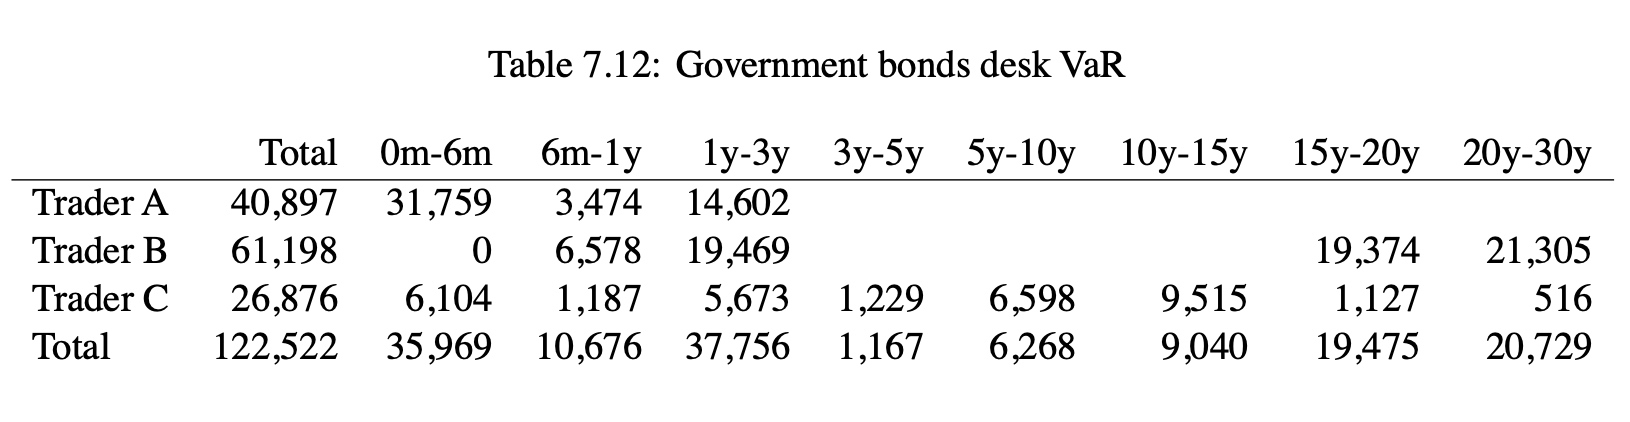 Table 7.12: Government bonds desk VaR
Total 0m-6m 6m-1y 1y-3y 3y-5y 5y-10y 10y-15y 15y-20y 20y-30y
Trader A 40,897 31,759 3,474 14,602
Trader B 61,198 0 6,578 19,469 19,374 21,305
Trader C 26,876 6,104 1,187 5,673 1,229 6,598 9,515 1,127 516
Total 122,522 35,969 10,676 37,756 1,167 6,268 9,040 19,475 20,729